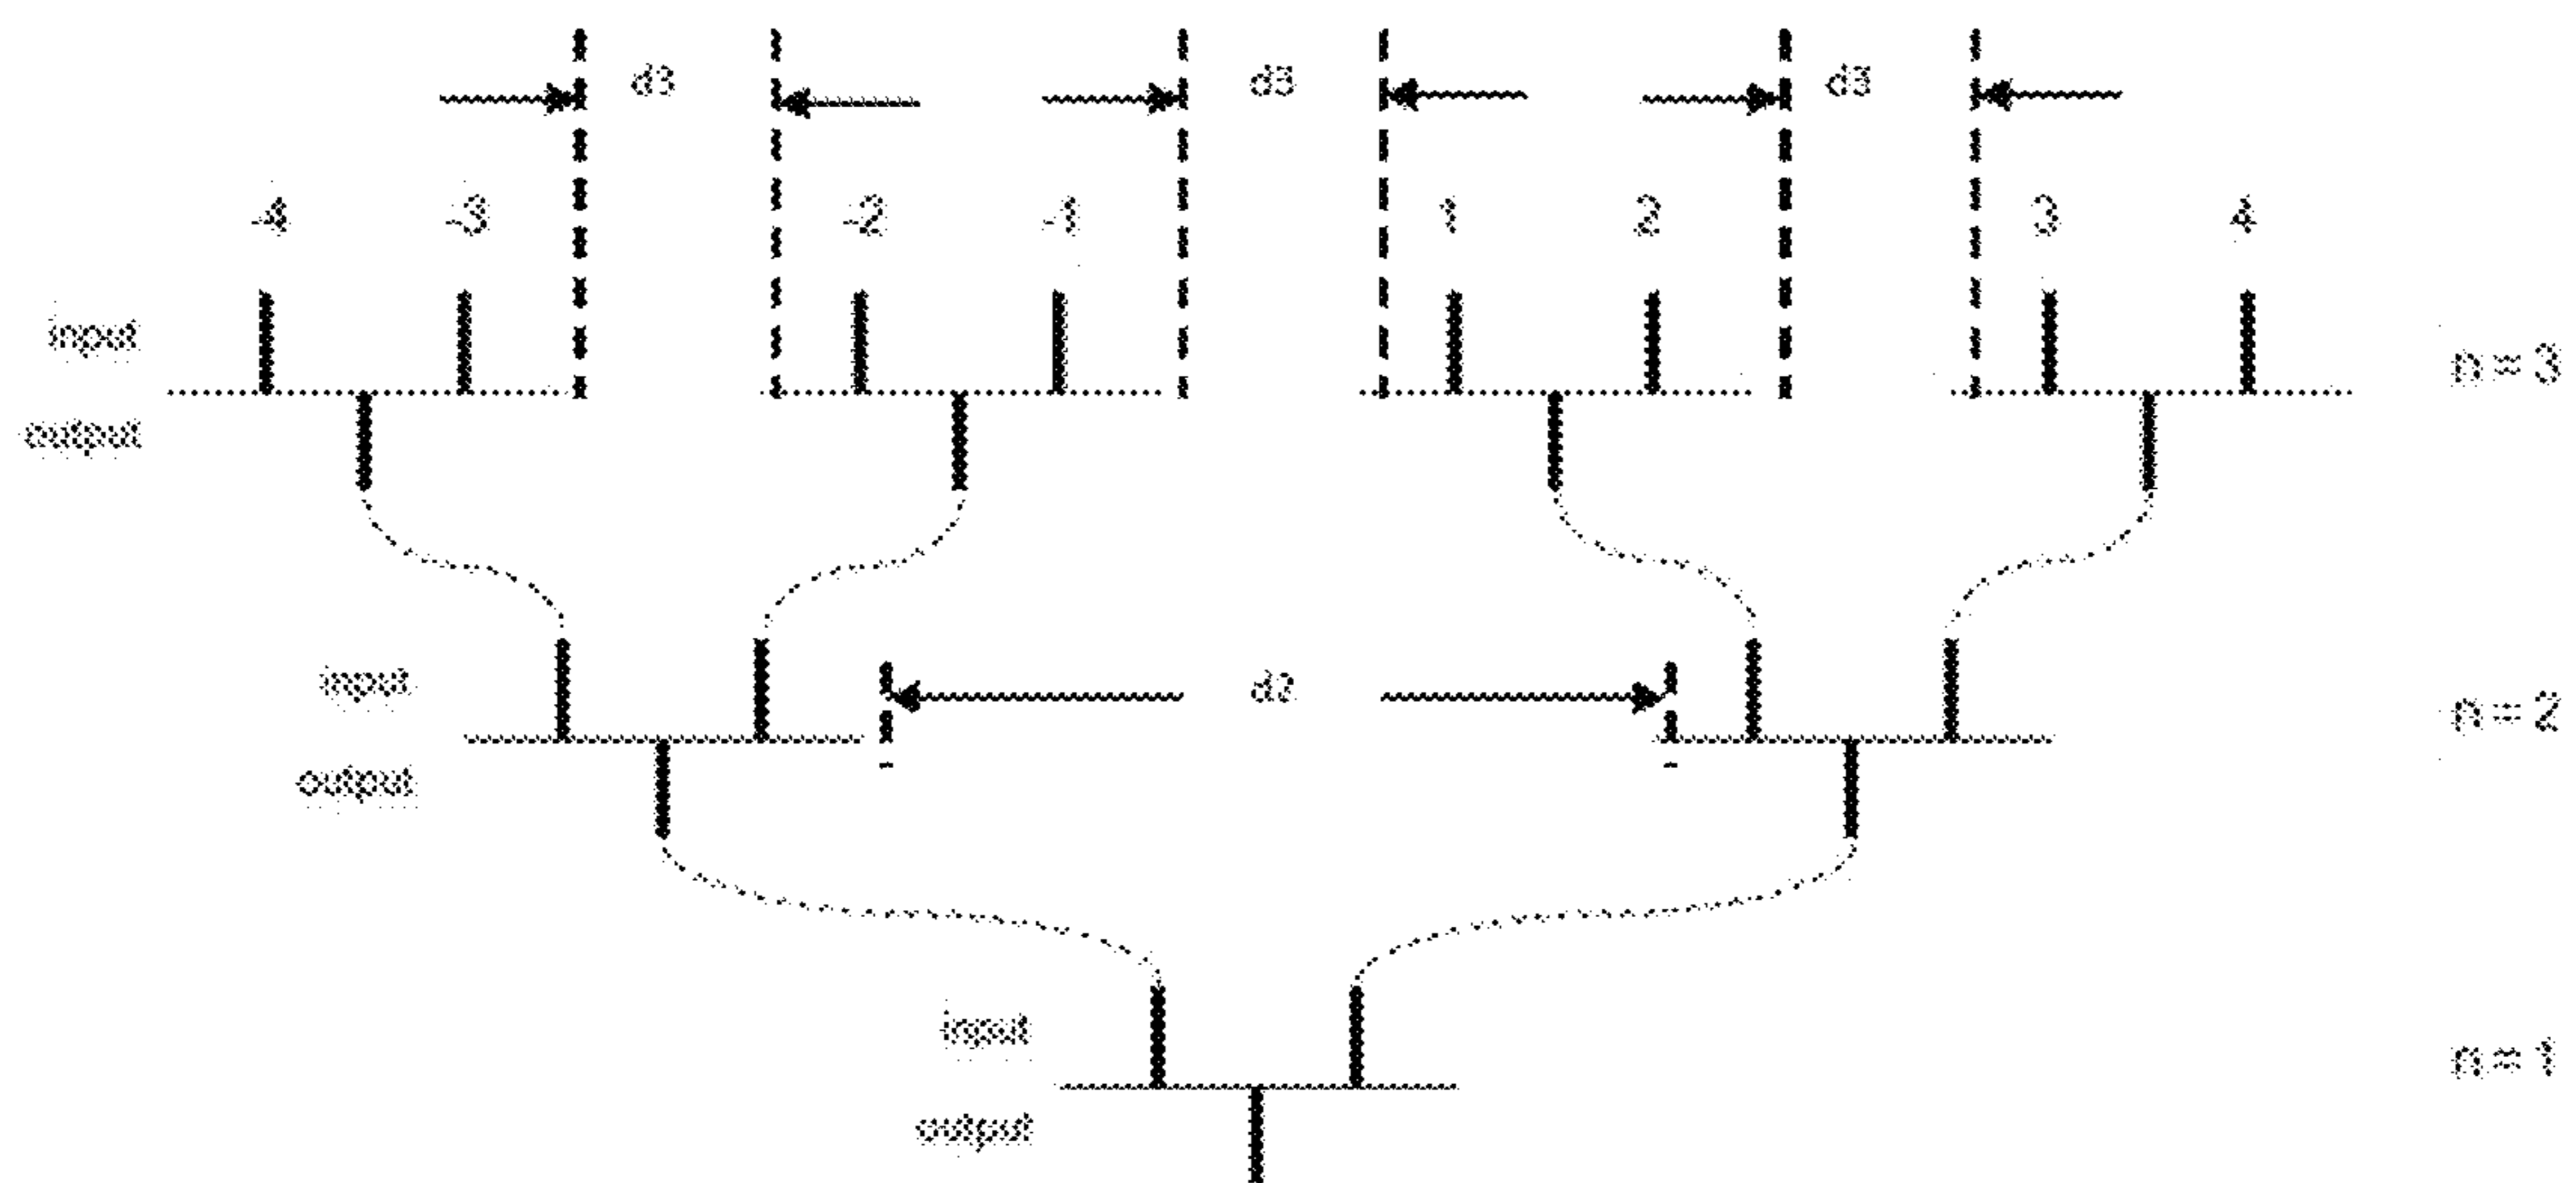 d3 d3 d3
-4 -3 -2 -1 1 2 3 4
input
n = 3
output
input d2
n = 2
output
input
n = 1
output